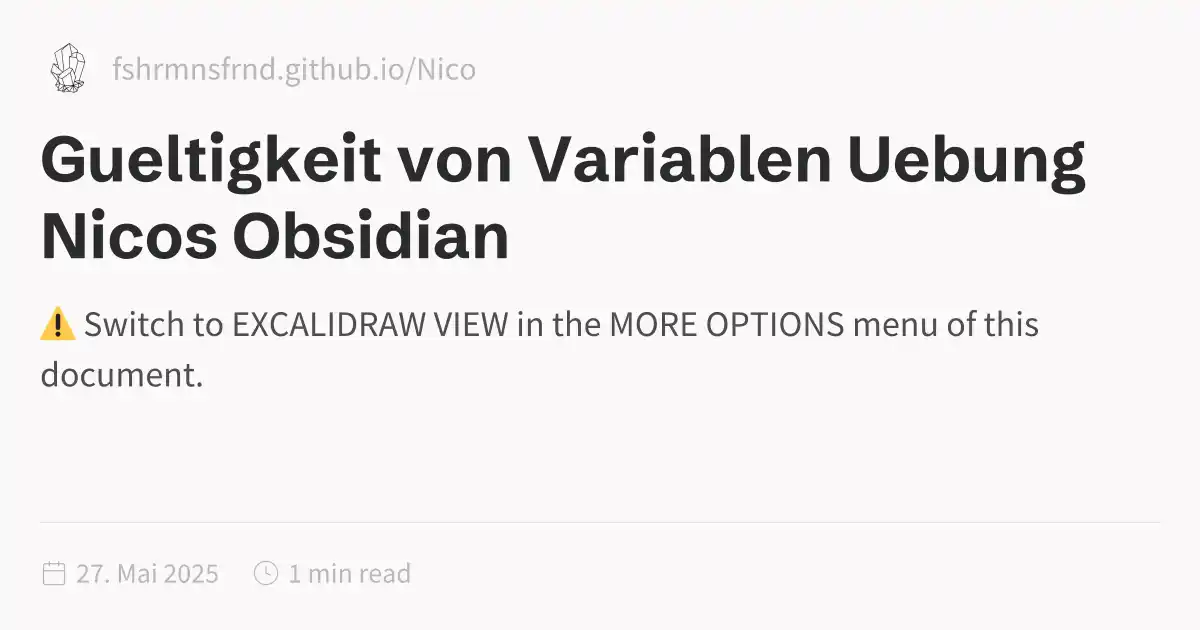 fshrmnsfrnd.github.io/Nico
Gueltigkeit von Variablen Uebung
Nicos Obsidian
⚠️ Switch to EXCALIDRAW VIEW in the MORE OPTIONS menu of this
document.
27. Mai 2025 1 min read